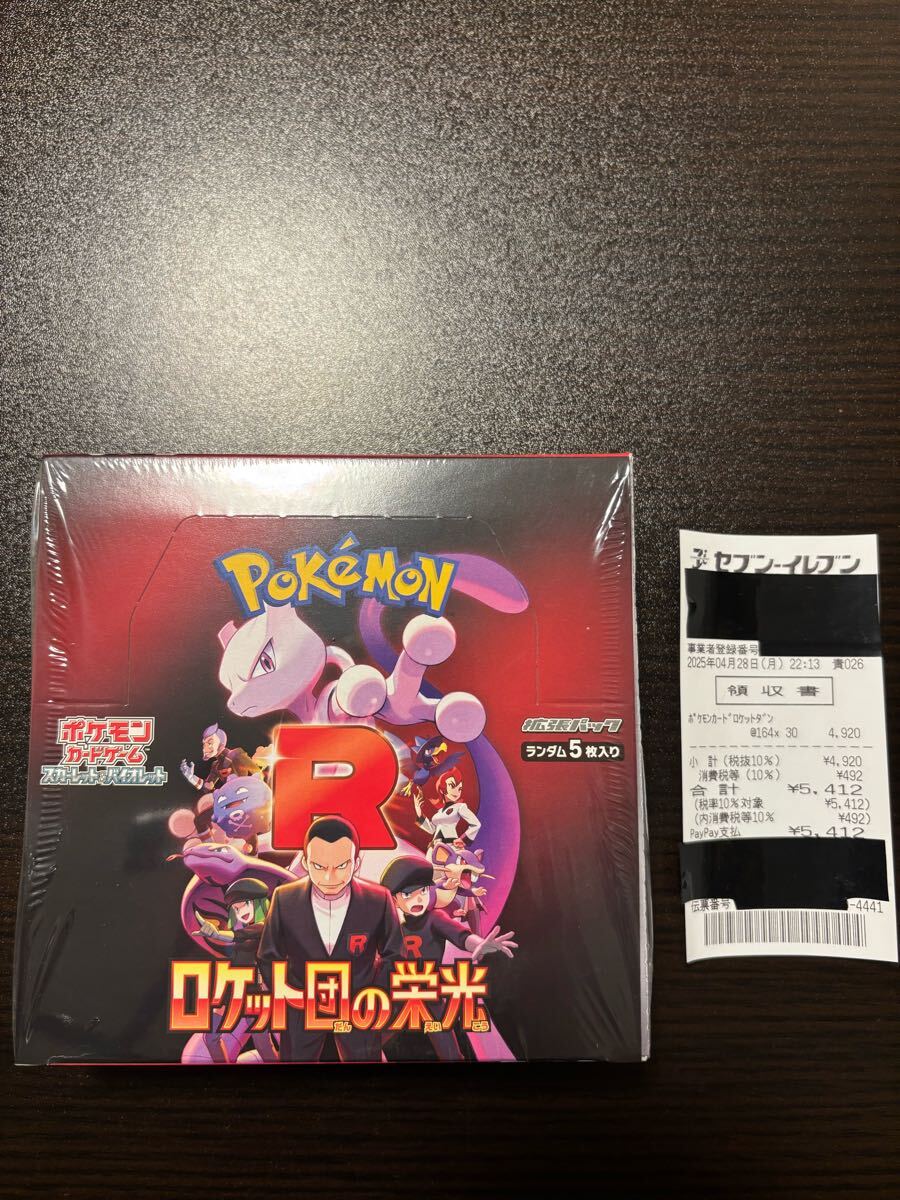 POKÉMON
ポケモン
カードゲーム
スカーレット&バイオレット
拡張パック
ランダム5枚入り
R
R
R
ロケット団の栄光
だん えい こう
セブン-イレブン
事業者登録番号
2025年04月28日(月) 22:13 責026
領収書
ポケモンカードロケットダン
@164x 30 4,920
小 計(税抜10%) ¥4,920
消費税等(10%) ¥492
合 計 ¥5,412
(税率10%対象 ¥5,412)
(内消費税等10% ¥492)
PayPay支払 ¥5,412
伝票番号 -4441